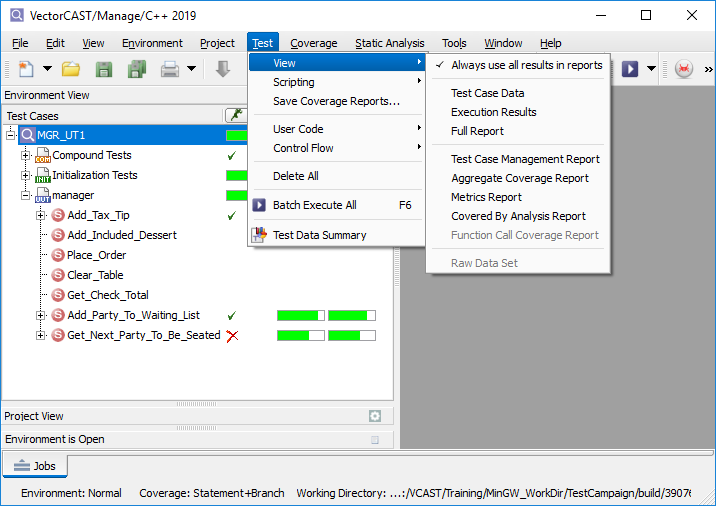 VectorCAST/Manage/C++ 2019
File Edit View Environment Project Test Coverage Static Analysis Tools Window Help
Environment View
Test Cases
MGR_UT1
Compound Tests
Initialization Tests
manager
Add_Tax_Tip
Add_Included_Dessert
Place_Order
Clear_Table
Get_Check_Total
Add_Party_To_Waiting_List
Get_Next_Party_To_Be_Seated
View
Scripting
Save Coverage Reports...
User Code
Control Flow
Delete All
Batch Execute All F6
Test Data Summary
Always use all results in reports
Test Case Data
Execution Results
Full Report
Test Case Management Report
Aggregate Coverage Report
Metrics Report
Covered By Analysis Report
Function Call Coverage Report
Raw Data Set
Project View
Environment is Open
Jobs
Environment: Normal Coverage: Statement+Branch Working Directory: ...:/VCAST/Training/MinGW_WorkDir/TestCampaign/build/39076